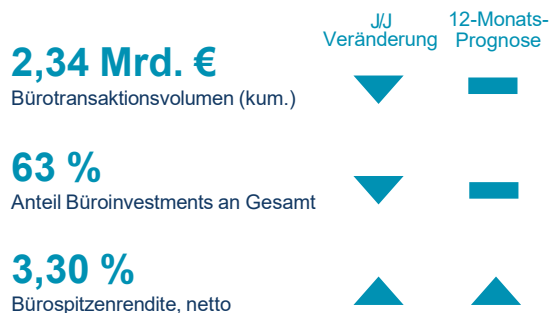 J/J 12-Monats-
Veränderung Prognose
2,34 Mrd. €
Bürotransaktionsvolumen (kum.)
63 %
Anteil Büroinvestments an Gesamt
3,30 %
Bürospitzenrendite, netto